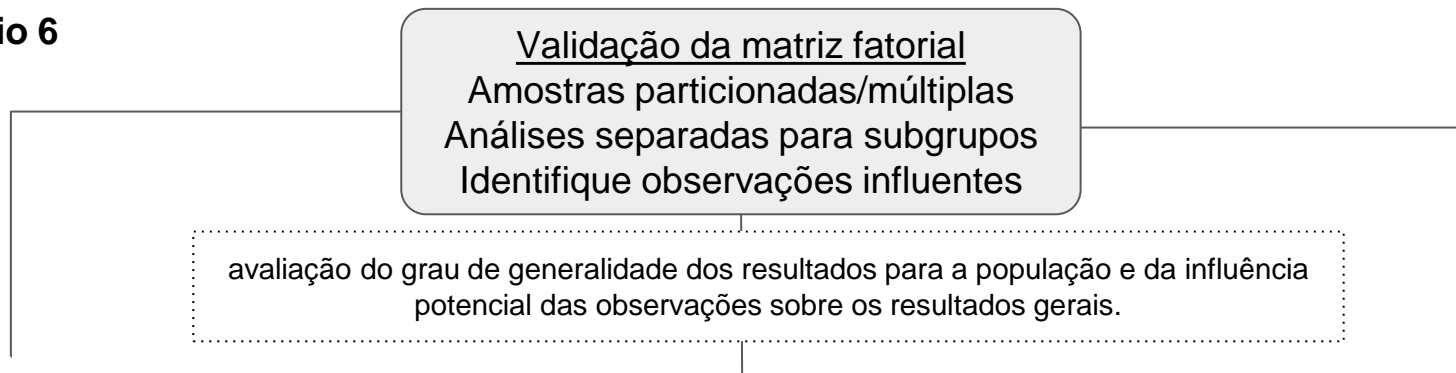 io 6
Validação da matriz fatorial
Amostras particionadas/múltiplas
Análises separadas para subgrupos
Identifique observações influentes
avaliação do grau de generalidade dos resultados para a população e da influência
potencial das observações sobre os resultados gerais.